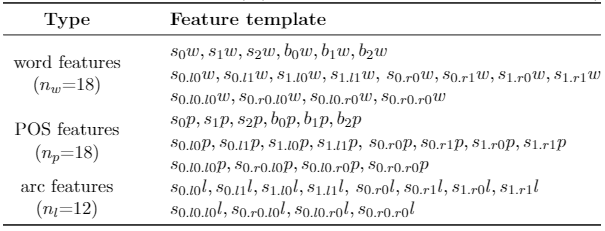 Type Feature template
word features (n_w=18) s_0w, s_1w, s_2w, b_0w, b_1w, b_2w
s_{0.l0}w, s_{0.l1}w, s_{1.l0}w, s_{1.l1}w, s_{0.r0}w, s_{0.r1}w, s_{1.r0}w, s_{1.r1}w
s_{0.l0.l0}w, s_{0.r0.l0}w, s_{0.l0.r0}w, s_{0.r0.r0}w
POS features (n_p=18) s_0p, s_1p, s_2p, b_0p, b_1p, b_2p
s_{0.l0}p, s_{0.l1}p, s_{1.l0}p, s_{1.l1}p, s_{0.r0}p, s_{0.r1}p, s_{1.r0}p, s_{1.r1}p
s_{0.l0.l0}p, s_{0.r0.l0}p, s_{0.l0.r0}p, s_{0.r0.r0}p
arc features (n_l=12) s_{0.l0}l, s_{0.l1}l, s_{1.l0}l, s_{1.l1}l, s_{0.r0}l, s_{0.r1}l, s_{1.r0}l, s_{1.r1}l
s_{0.l0.l0}l, s_{0.r0.l0}l, s_{0.l0.r0}l, s_{0.r0.r0}l